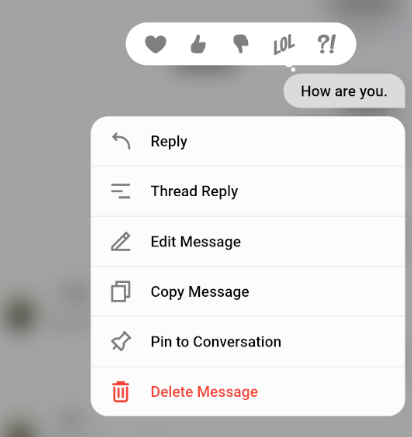 LOL ?!
How are you.
Reply
Thread Reply
Edit Message
Copy Message
Pin to Conversation
Delete Message